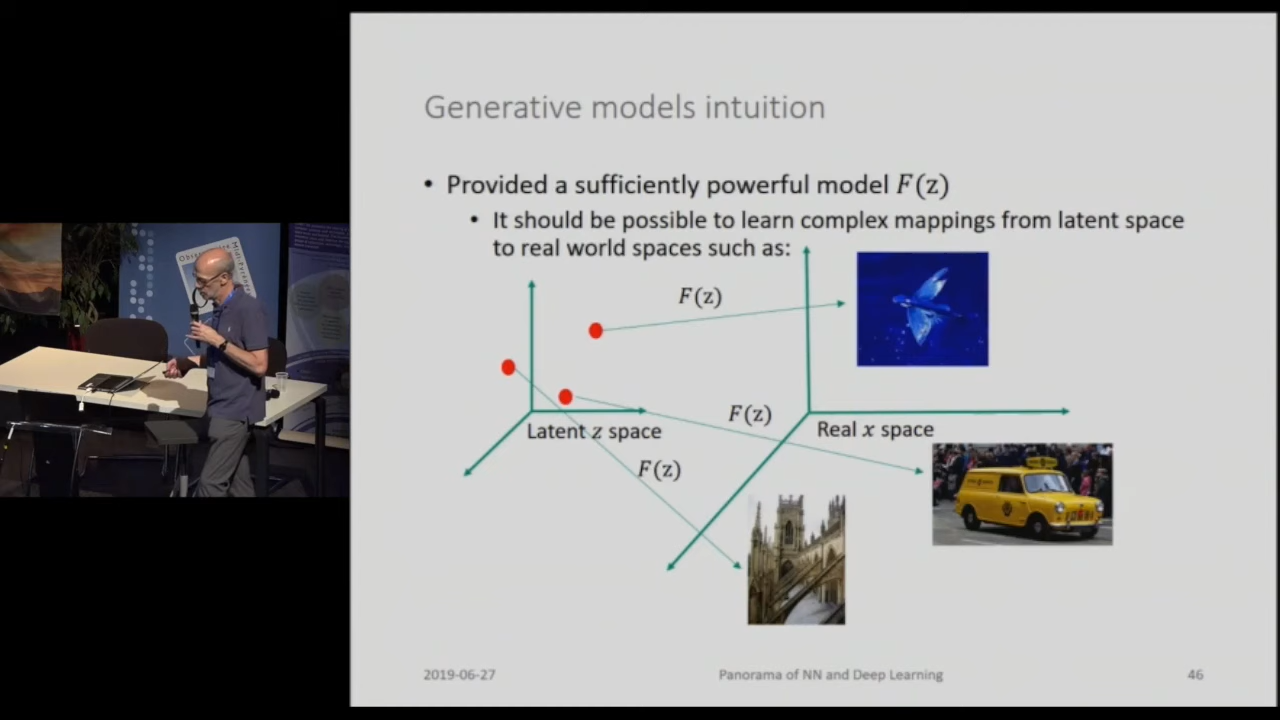 Generative models intuition
• Provided a sufficiently powerful model F(z)
• It should be possible to learn complex mappings from latent space
to real world spaces such as:
F(z)
F(z)
Latent z space
Real x space
F(z)
2019-06-27
Panorama of NN and Deep Learning
46